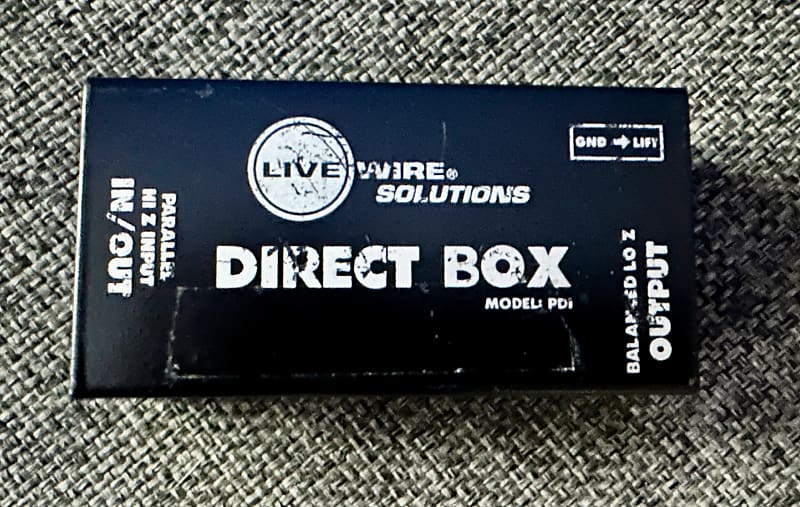 LIVE WIRE®
SOLUTIONS
GND → LIFT
DIRECT BOX
MODEL: PDI
PARALLEL
HI Z INPUT
IN/OUT
BALANCED LO Z
OUTPUT